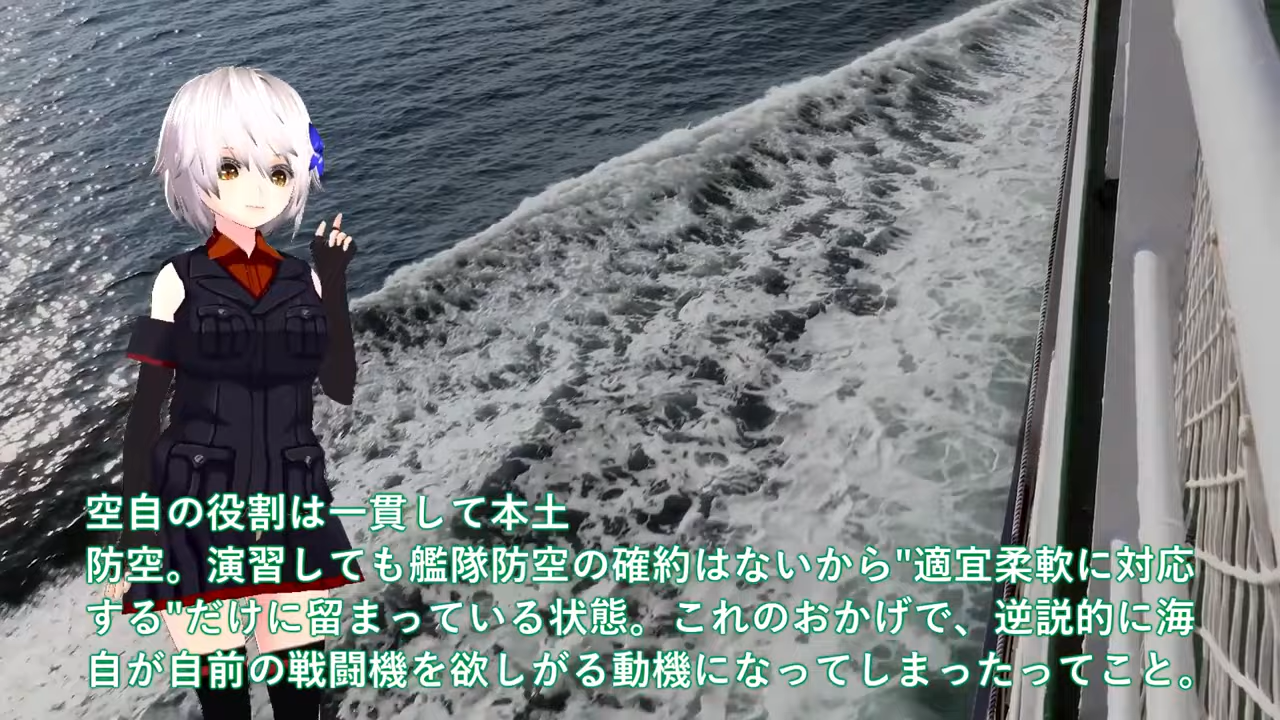 空自の役割は一貫して本土
防空。演習しても艦隊防空の確約はないから"適宜柔軟に対応
する"だけに留まっている状態。これのおかげで、逆説的に海
自が自前の戦闘機を欲しがる動機になってしまったってこと。